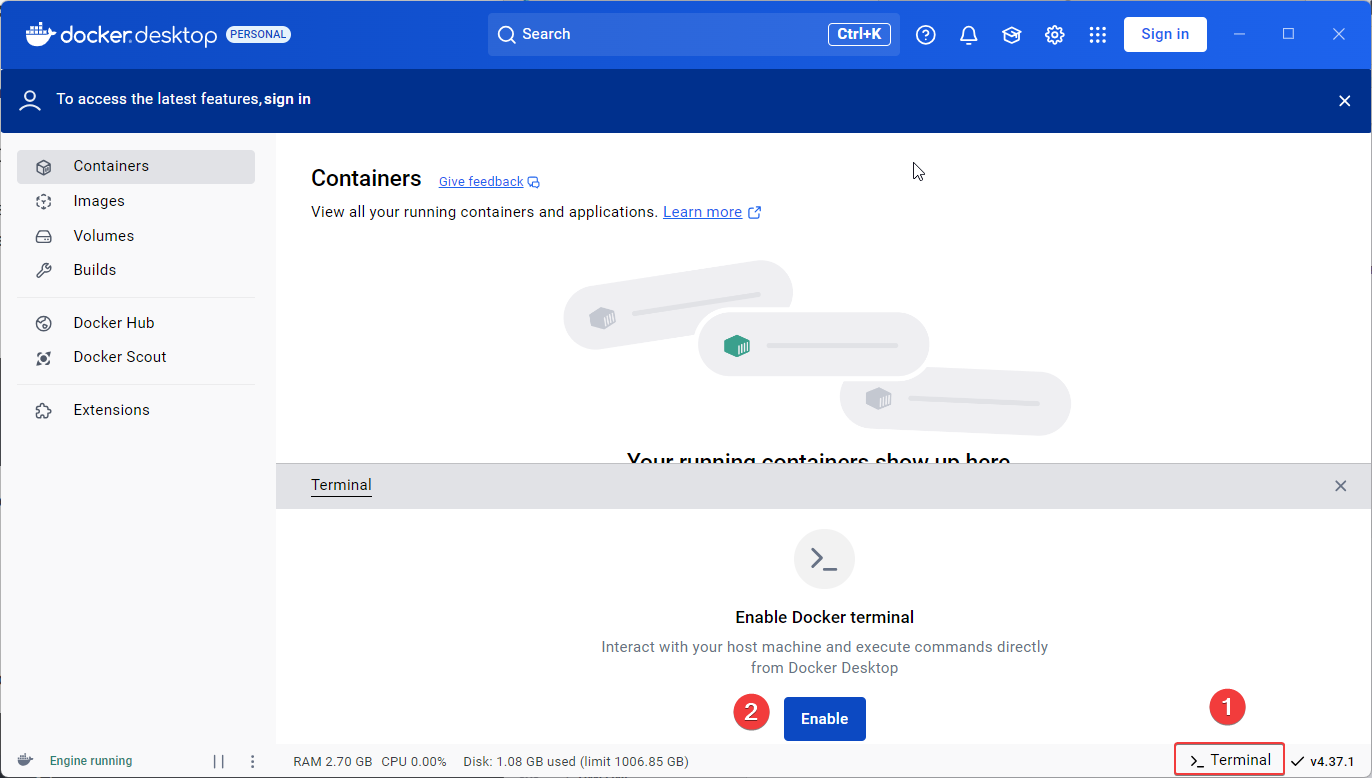 docker.desktop PERSONAL
Search
Ctrl+K
Sign in
To access the latest features, sign in
Containers
Images
Volumes
Builds
Docker Hub
Docker Scout
Extensions
Containers
Give feedback
View all your running containers and applications. Learn more
Your running containers show up here
Terminal
>_
Enable Docker terminal
Interact with your host machine and execute commands directly
from Docker Desktop
2
Enable
1
Engine running
RAM 2.70 GB CPU 0.00% Disk: 1.08 GB used (limit 1006.85 GB)
>_ Terminal
v4.37.1